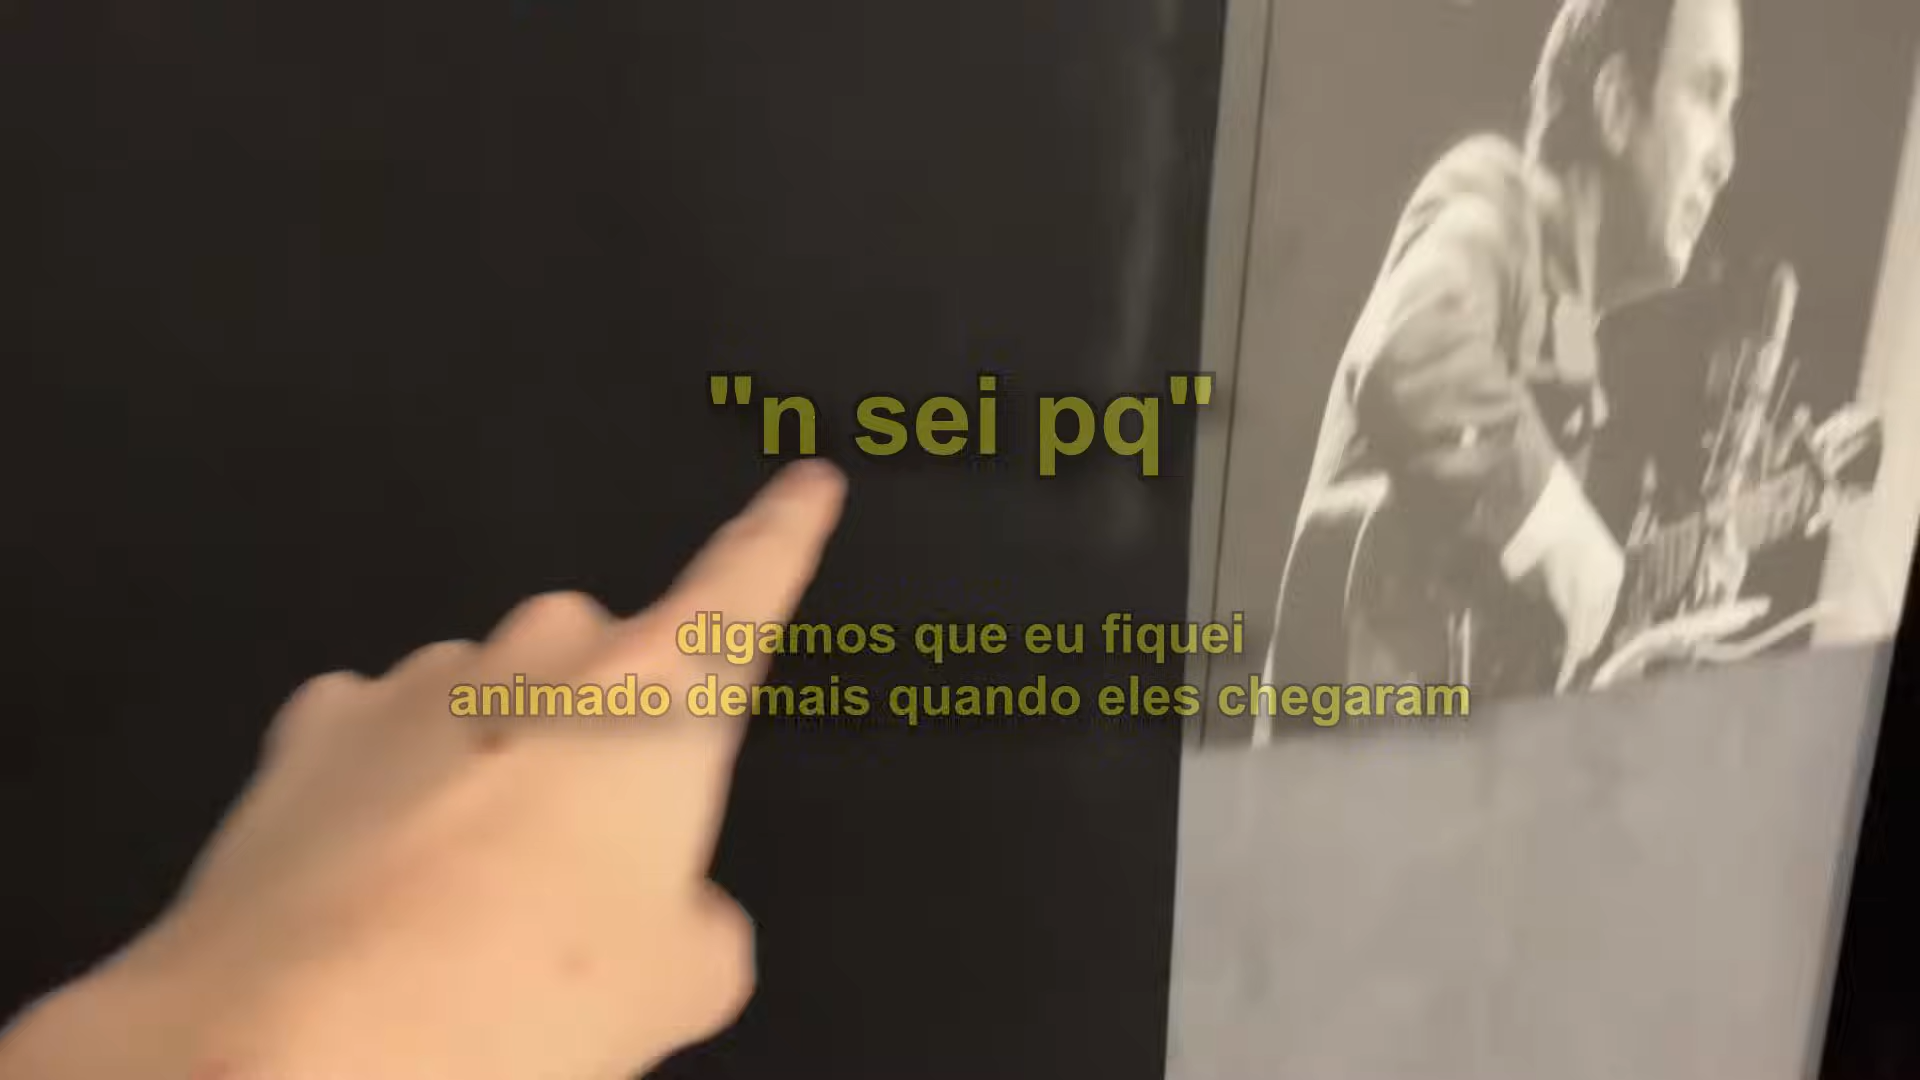 "n sei pq"
digamos que eu fiquei
animado demais quando eles chegaram